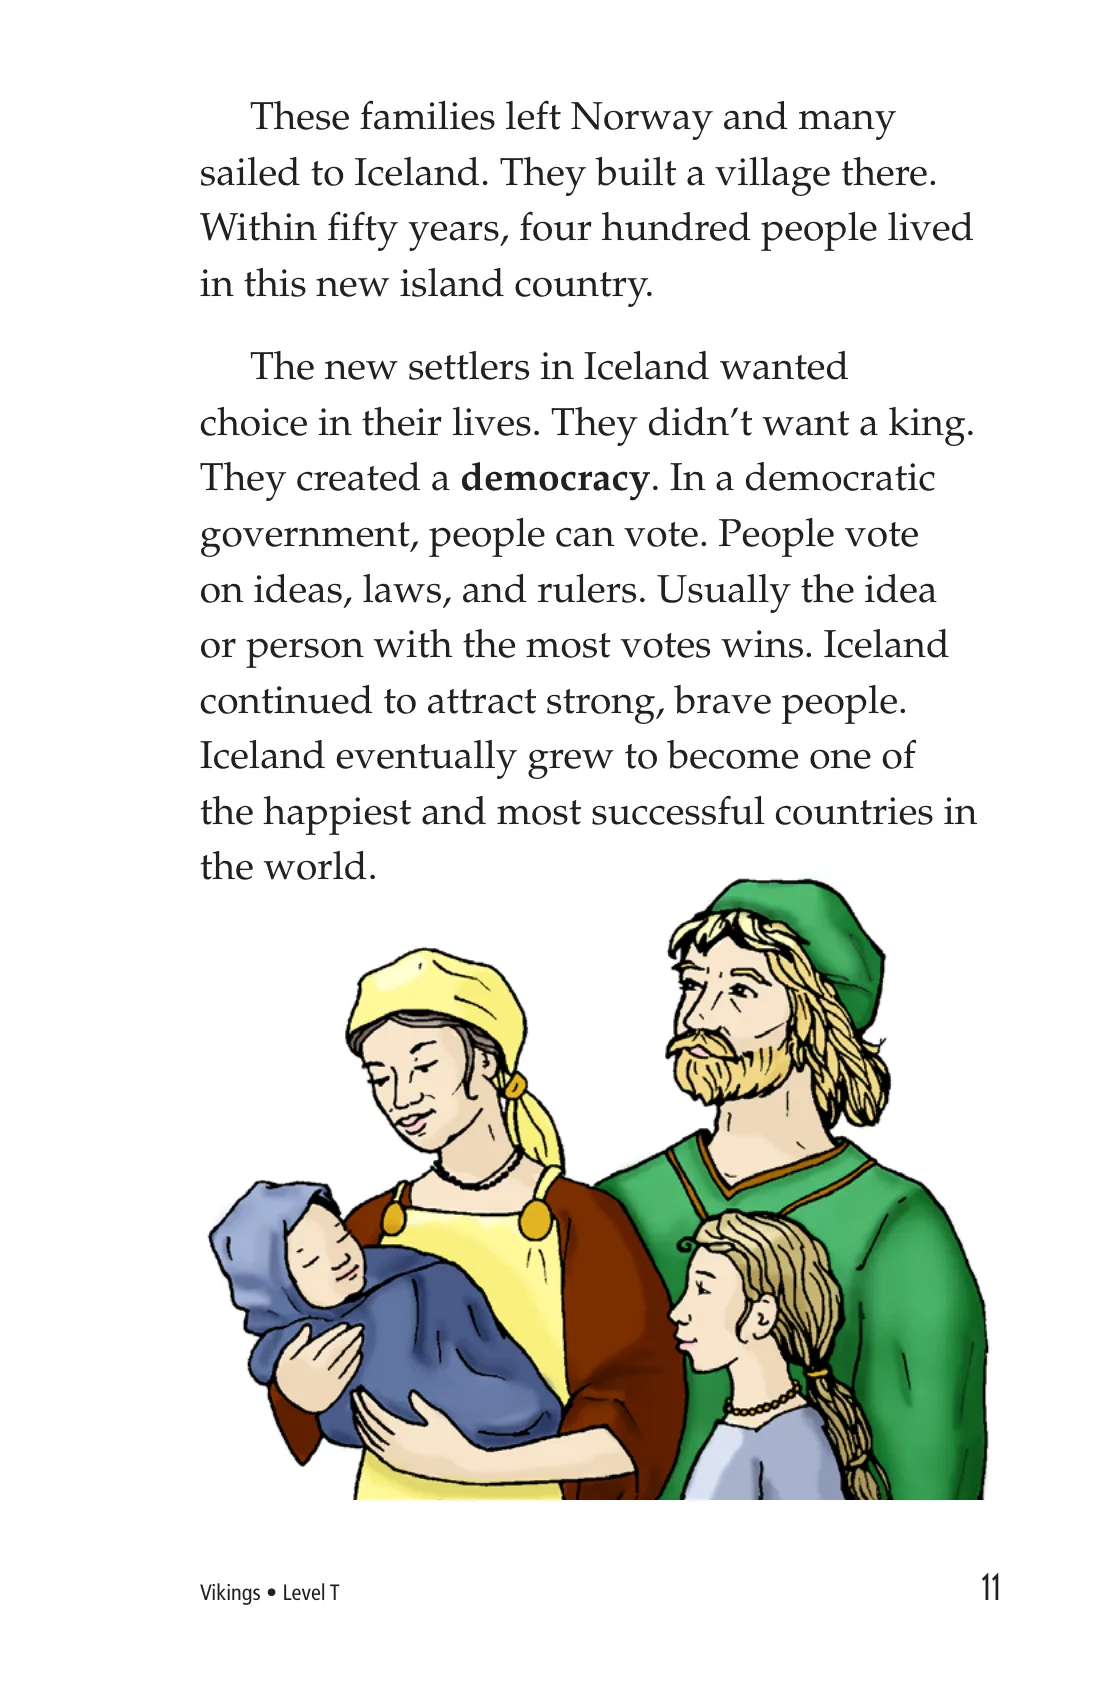 These families left Norway and many
sailed to Iceland. They built a village there.
Within fifty years, four hundred people lived
in this new island country.
The new settlers in Iceland wanted
choice in their lives. They didn’t want a king.
They created a democracy. In a democratic
government, people can vote. People vote
on ideas, laws, and rulers. Usually the idea
or person with the most votes wins. Iceland
continued to attract strong, brave people.
Iceland eventually grew to become one of
the happiest and most successful countries in
the world.
Vikings • Level T
11